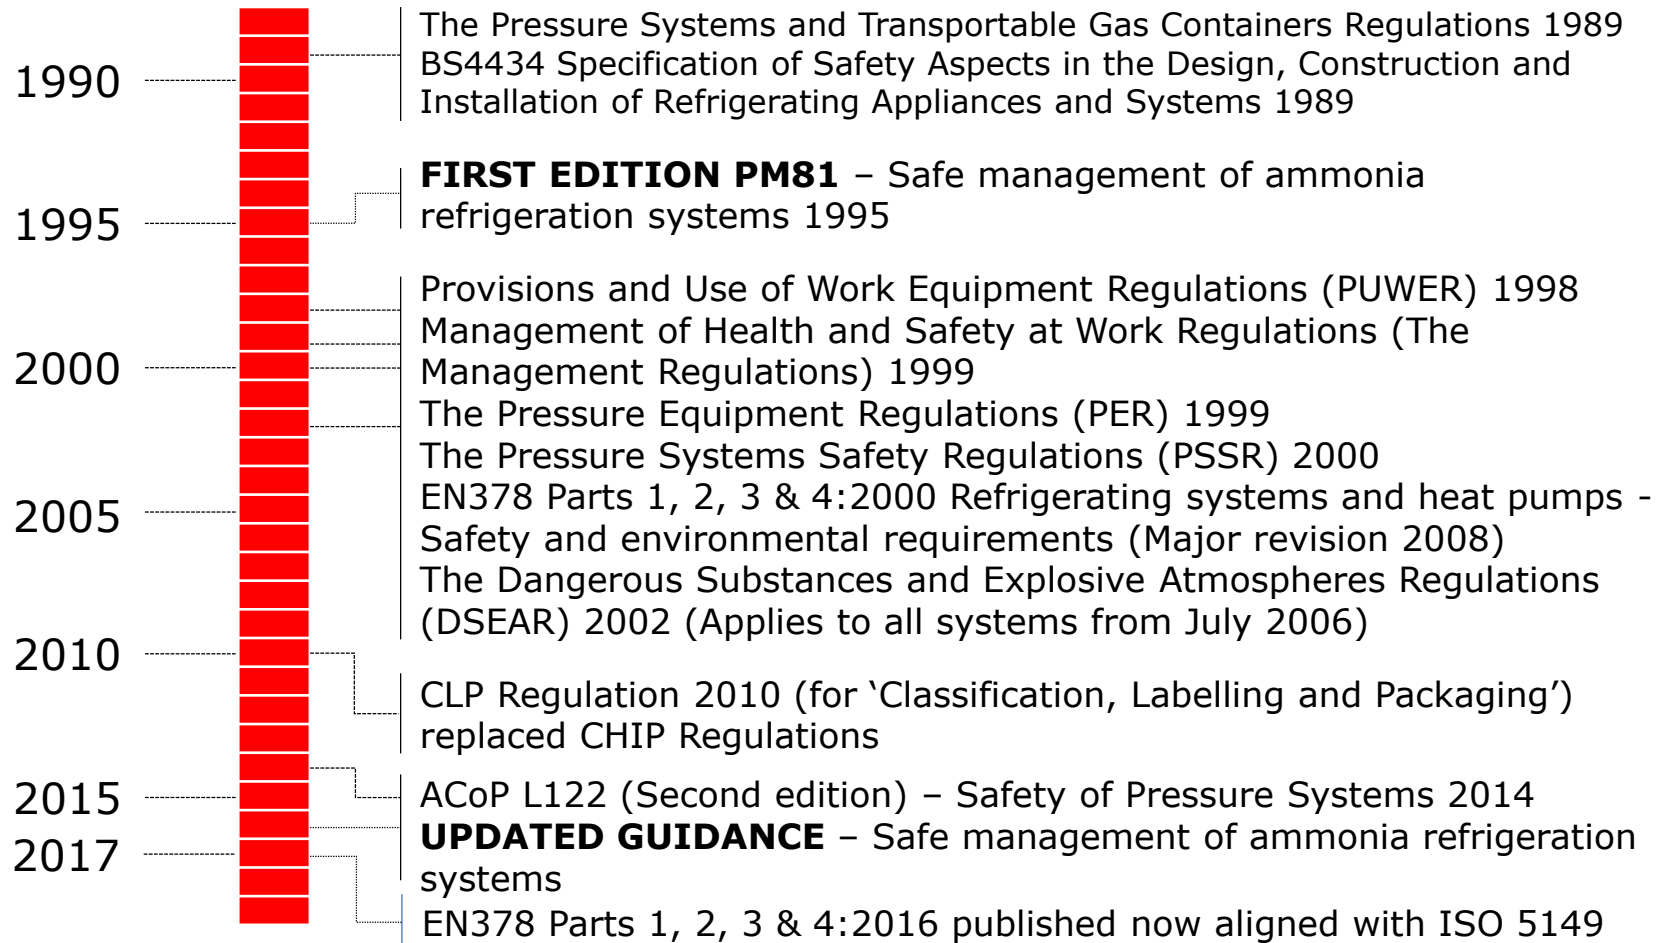 The Pressure Systems and Transportable Gas Containers Regulations 1989
BS4434 Specification of Safety Aspects in the Design, Construction and
Installation of Refrigerating Appliances and Systems 1989
1990
FIRST EDITION PM81 – Safe management of ammonia
refrigeration systems 1995
1995
Provisions and Use of Work Equipment Regulations (PUWER) 1998
Management of Health and Safety at Work Regulations (The
Management Regulations) 1999
2000
The Pressure Equipment Regulations (PER) 1999
The Pressure Systems Safety Regulations (PSSR) 2000
EN378 Parts 1, 2, 3 & 4:2000 Refrigerating systems and heat pumps -
Safety and environmental requirements (Major revision 2008)
2005
The Dangerous Substances and Explosive Atmospheres Regulations
(DSEAR) 2002 (Applies to all systems from July 2006)
2010
CLP Regulation 2010 (for ‘Classification, Labelling and Packaging’)
replaced CHIP Regulations
2015
ACoP L122 (Second edition) – Safety of Pressure Systems 2014
UPDATED GUIDANCE – Safe management of ammonia refrigeration
systems
2017
EN378 Parts 1, 2, 3 & 4:2016 published now aligned with ISO 5149